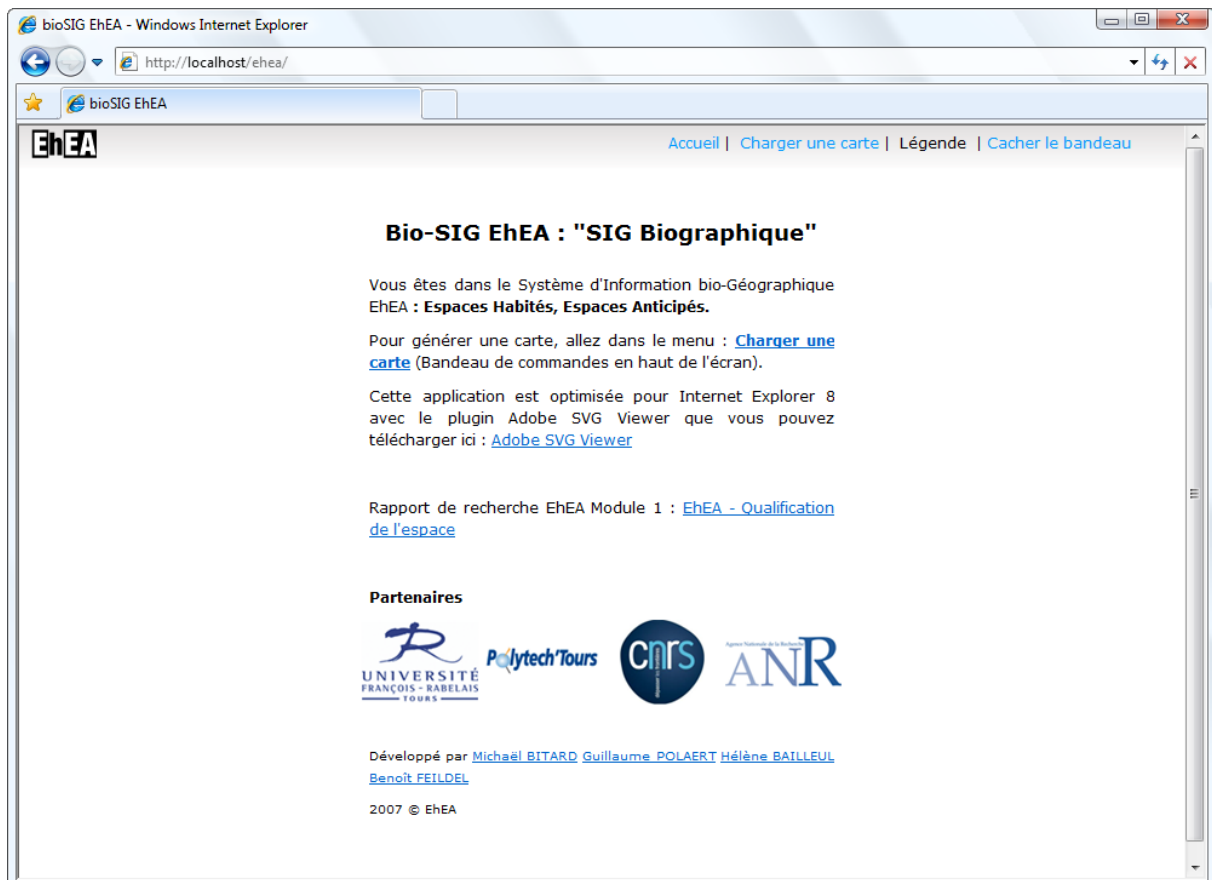 bioSIG EhEA - Windows Internet Explorer
http://localhost/ehea/
bioSIG EhEA
EhEA
Accueil | Charger une carte | Légende | Cacher le bandeau
Bio-SIG EhEA : "SIG Biographique"
Vous êtes dans le Système d'Information bio-Géographique
EhEA : Espaces Habités, Espaces Anticipés.
Pour générer une carte, allez dans le menu : Charger une
carte (Bandeau de commandes en haut de l'écran).
Cette application est optimisée pour Internet Explorer 8
avec le plugin Adobe SVG Viewer que vous pouvez
télécharger ici : Adobe SVG Viewer
Rapport de recherche EhEA Module 1 : EhEA - Qualification
de l'espace
Partenaires
UNIVERSITÉ
FRANÇOIS - RABELAIS
TOURS
Polytech'Tours
cnrs
Agence Nationale de la Recherche
ANR
Développé par Michaël BITARD Guillaume POLAERT Hélène BAILLEUL
Benoît FEILDEL
2007 © EhEA